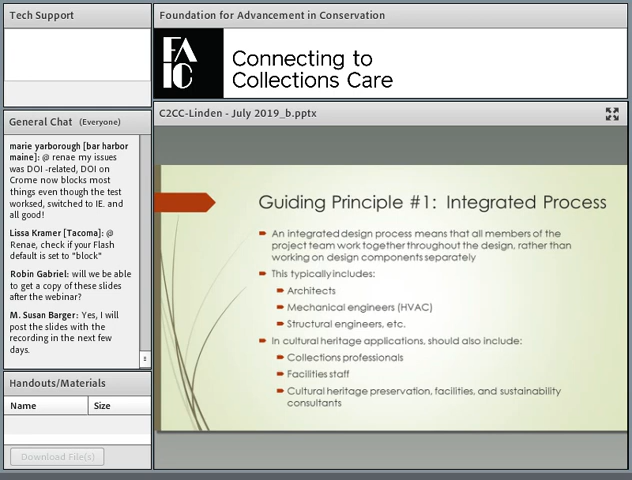 Tech Support
Foundation for Advancement in Conservation
FA
IC
Connecting to
Collections Care
General Chat (Everyone)
marie yarborough [bar harbor
maine]: @ renae my issues
was DOI -related, DOI on
Crome now blocks most
things even though the test
worksed, switched to IE. and
all good!
Lissa Kramer [Tacoma]: @
Renae, check if your Flash
default is set to "block"
Robin Gabriel: will we be able
to get a copy of these slides
after the webinar?
M. Susan Barger: Yes, I will
post the slides with the
recording in the next few
days.
Handouts/Materials
Name Size
Download File(s)
C2CC-Linden - July 2019_b.pptx
Guiding Principle #1: Integrated Process
An integrated design process means that all members of the
project team work together throughout the design, rather than
working on design components separately
This typically includes:
Architects
Mechanical engineers (HVAC)
Structural engineers, etc.
In cultural heritage applications, should also include:
Collections professionals
Facilities staff
Cultural heritage preservation, facilities, and sustainability
consultants